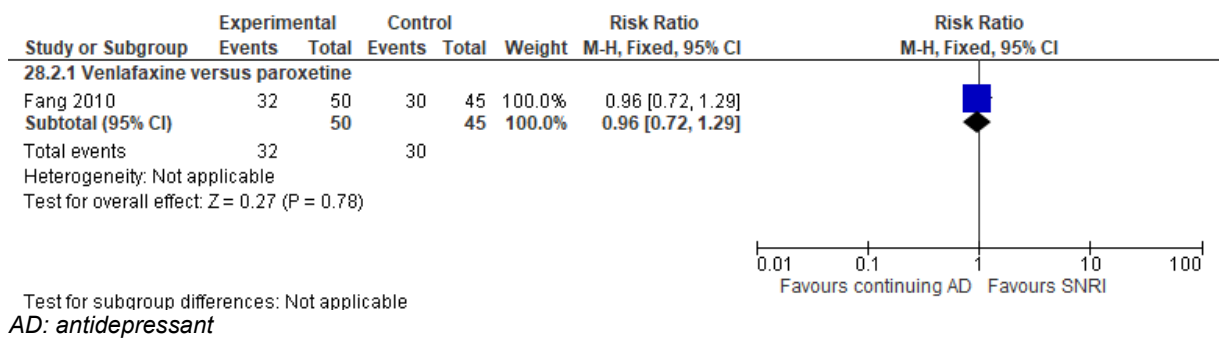 Experimental Control Risk Ratio Risk Ratio
Study or Subgroup Events Total Events Total Weight M-H, Fixed, 95% CI M-H, Fixed, 95% CI
28.2.1 Venlafaxine versus paroxetine
Fang 2010 32 50 30 45 100.0% 0.96 [0.72, 1.29]
Subtotal (95% CI) 50 45 100.0% 0.96 [0.72, 1.29]
Total events 32 30
Heterogeneity: Not applicable
Test for overall effect: Z = 0.27 (P = 0.78)
0.01 0.1 1 10 100
Favours continuing AD Favours SNRI
Test for subgroup differences: Not applicable
AD: antidepressant